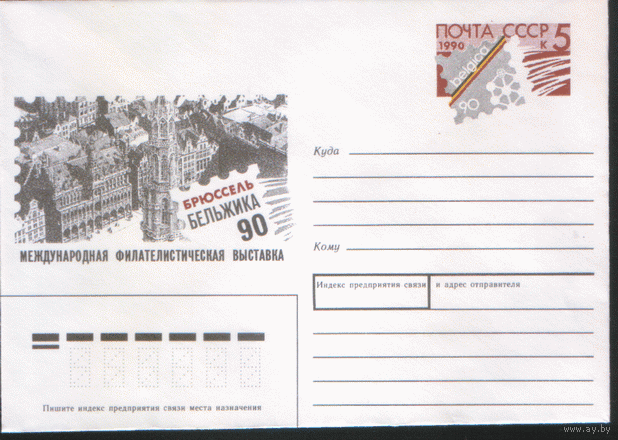 ПОЧТА СССР
1990 К 5
belgica
90
БРЮССЕЛЬ
БЕЛЬЖИКА
90
МЕЖДУНАРОДНАЯ ФИЛАТЕЛИСТИЧЕСКАЯ ВЫСТАВКА
Куда
Кому
Индекс предприятия связи и адрес отправителя
Пишите индекс предприятия связи места назначения
www.ay.by